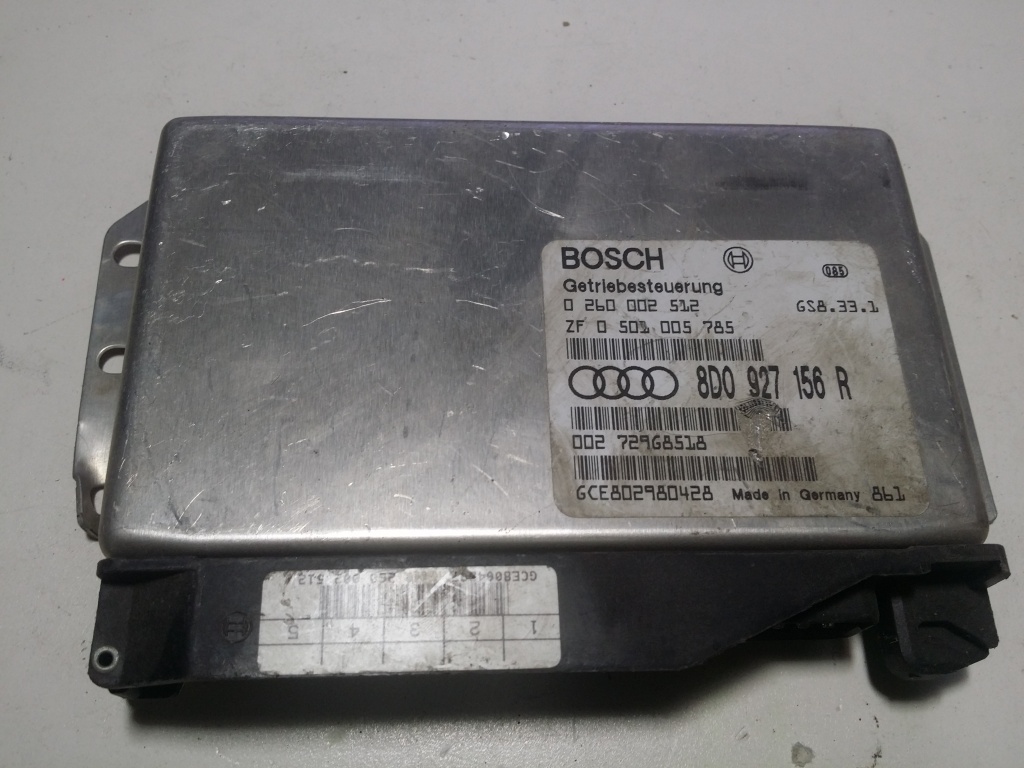 BOSCH
085
Getriebesteuerung
0 260 002 512 GS8.33.1
ZF 0 501 005 785
8D0 927 156 R
002 72968518
GCE802980428 Made in Germany 861
1 2 3 4 5